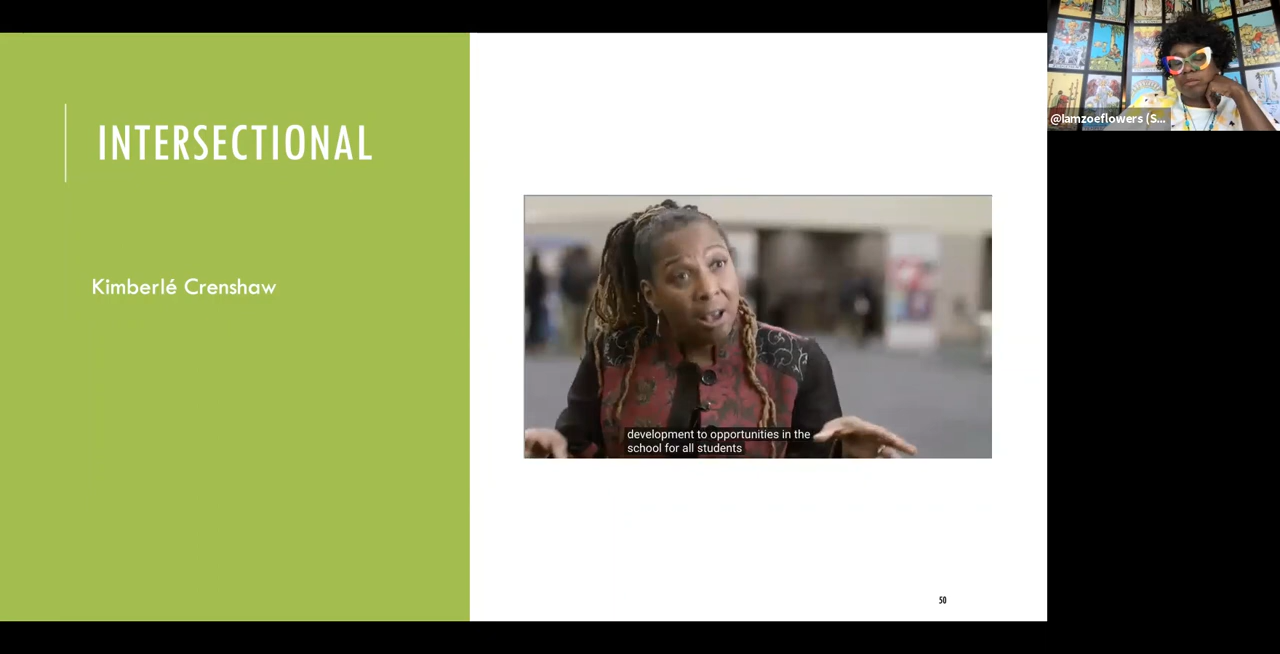 INTERSECTIONAL
Kimberlé Crenshaw
development to opportunities in the
school for all students
50
@Iamzoeflowers (S...